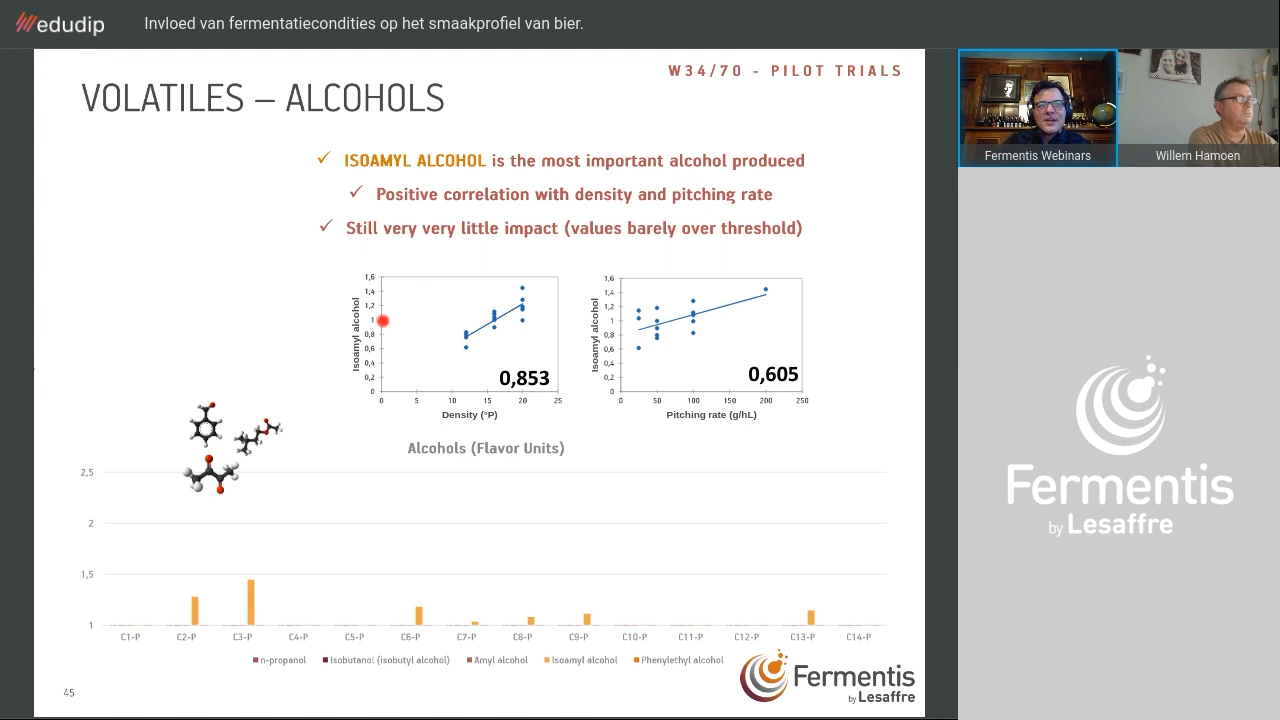 edudip
Invloed van fermentatiecondities op het smaakprofiel van bier.
W34/70 - PILOT TRIALS
VOLATILES – ALCOHOLS
✓ ISOAMYL ALCOHOL is the most important alcohol produced
✓ Positive correlation with density and pitching rate
✓ Still very very little impact (values barely over threshold)
Isoamyl alcohol
1,6
1,4
1,2
1
0,8
0,6
0,4
0,2
0
0 5 10 15 20 25
Density (°P)
0,853
Isoamyl alcohol
1,6
1,4
1,2
1
0,8
0,6
0,4
0,2
0
0 50 100 150 200 250
Pitching rate (g/hL)
0,605
Alcohols (Flavor Units)
2,5
2
1,5
1
C1-P C2-P C3-P C4-P C5-P C6-P C7-P C8-P C9-P C10-P C11-P C12-P C13-P C14-P
n-propanol Isobutanol (isobutyl alcohol) Amyl alcohol Isoamyl alcohol Phenylethyl alcohol
45
Fermentis
by Lesaffre
Fermentis Webinars
Willem Hamoen
Fermentis
by Lesaffre